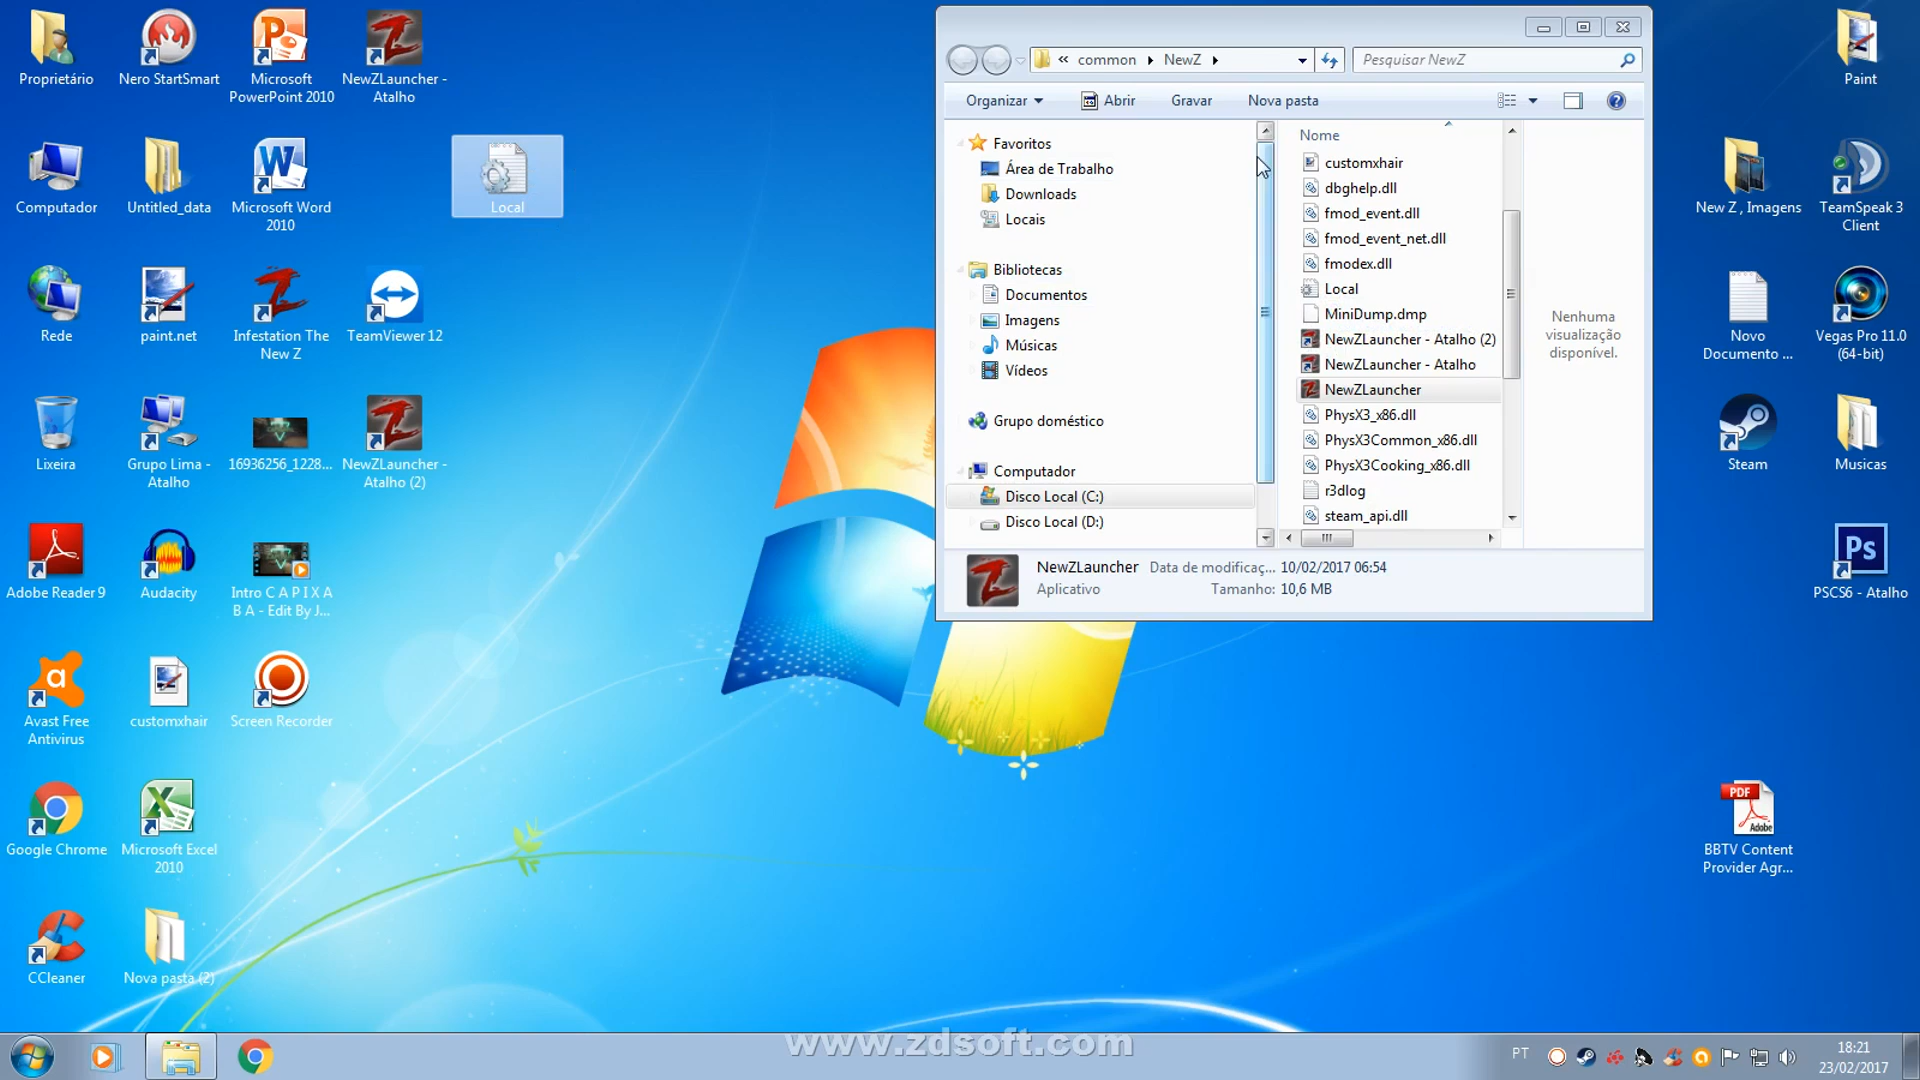 Proprietário
Nero StartSmart
Microsoft
PowerPoint 2010
NewZLauncher -
Atalho
Computador
Untitled_data
Microsoft Word
2010
Local
Rede
paint.net
Infestation The
New Z
TeamViewer 12
Lixeira
Grupo Lima -
Atalho
16936256_1228...
NewZLauncher -
Atalho (2)
Adobe Reader 9
Audacity
Intro C A P I X A
B A - Edit By J...
Avast Free
Antivirus
customxhair
Screen Recorder
Google Chrome
Microsoft Excel
2010
CCleaner
Nova pasta (2)
« common ▸ NewZ ▸
Pesquisar NewZ
Organizar
Abrir
Gravar
Nova pasta
Favoritos
Área de Trabalho
Downloads
Locais
Bibliotecas
Documentos
Imagens
Músicas
Vídeos
Grupo doméstico
Computador
Disco Local (C:)
Disco Local (D:)
Nome
customxhair
dbghelp.dll
fmod_event.dll
fmod_event_net.dll
fmodex.dll
Local
MiniDump.dmp
NewZLauncher - Atalho (2)
NewZLauncher - Atalho
NewZLauncher
PhysX3_x86.dll
PhysX3Common_x86.dll
PhysX3Cooking_x86.dll
r3dlog
steam_api.dll
Nenhuma
visualização
disponível.
NewZLauncher Data de modificaç... 10/02/2017 06:54
Aplicativo Tamanho: 10,6 MB
Paint
New Z , Imagens
TeamSpeak 3
Client
Novo
Documento ...
Vegas Pro 11.0
(64-bit)
Steam
Musicas
Ps
PSCS6 - Atalho
PDF
Adobe
BBTV Content
Provider Agr...
www.zdsoft.com
PT
18:21
23/02/2017